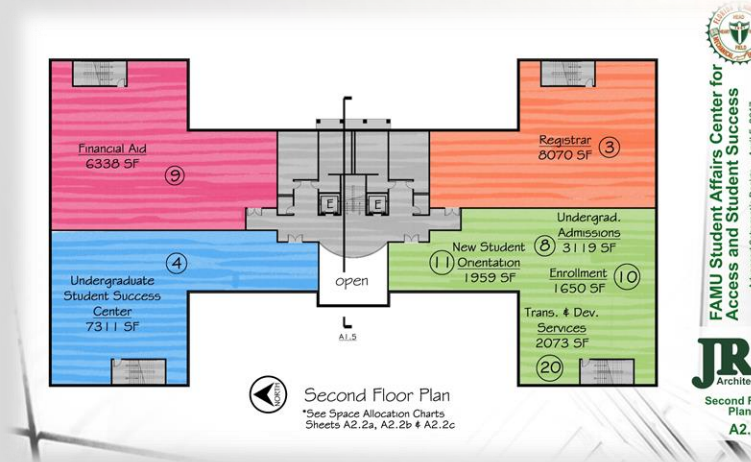 Financial Aid
6338 SF
9
Registrar
8070 SF
3
E
E
4
Undergraduate
Student Success
Center
7311 SF
open
Undergrad.
Admissions
3119 SF
8
11
New Student
Orientation
1959 SF
Enrollment
1650 SF
10
Trans. & Dev.
Services
2073 SF
20
A1.5
NORTH
Second Floor Plan
*See Space Allocation Charts
Sheets A2.2a, A2.2b & A2.2c
FAMU Student Affairs Center for
Access and Student Success
JR
Archite
Second F
Plan
A2.